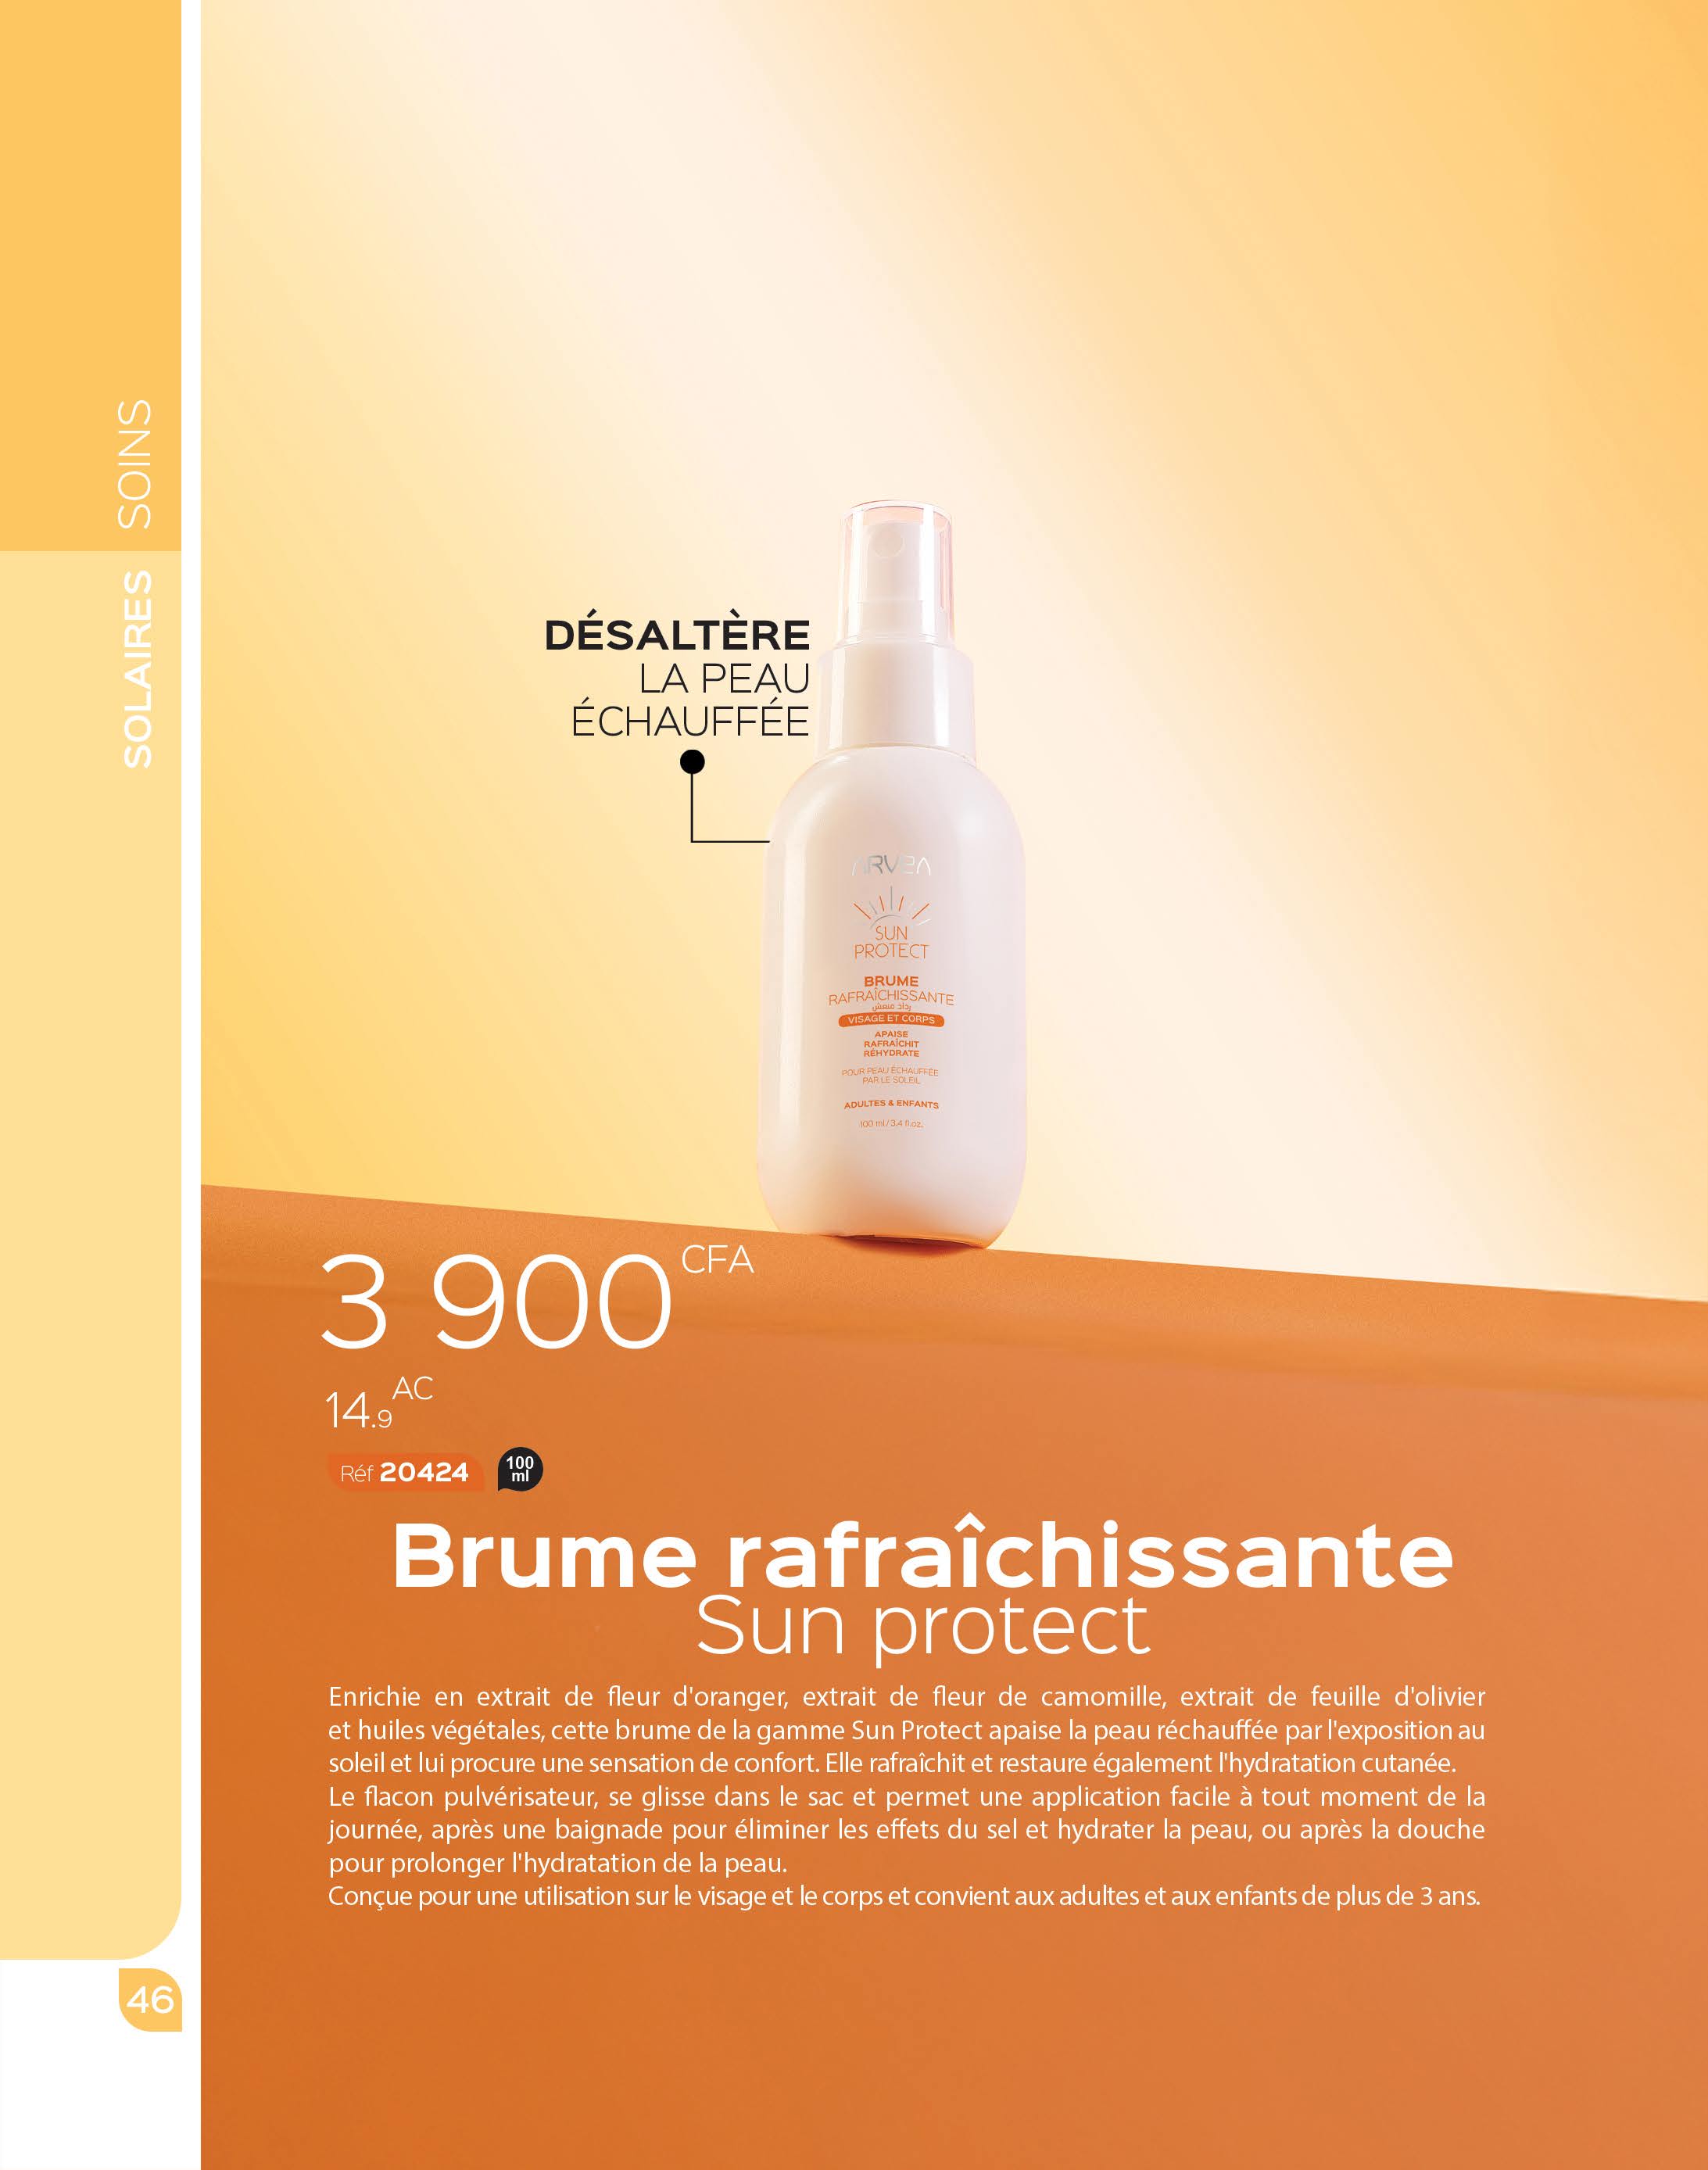 SOINS
SOLAIRES
DÉSALTÈRE
LA PEAU
ÉCHAUFFÉE
ARVEA
SUN
PROTECT
BRUME
RAFRAÎCHISSANTE
رذاذ منعش
VISAGE ET CORPS
APAISE
RAFRAÎCHIT
RÉHYDRATE
POUR PEAU ÉCHAUFFÉE
PAR LE SOLEIL
ADULTES & ENFANTS
100 ml / 3.4 fl.oz.
3 900 CFA
14.9 AC
Réf 20424
100
ml
Brume rafraîchissante
Sun protect
Enrichie en extrait de fleur d'oranger, extrait de fleur de camomille, extrait de feuille d'olivier
et huiles végétales, cette brume de la gamme Sun Protect apaise la peau réchauffée par l'exposition au
soleil et lui procure une sensation de confort. Elle rafraîchit et restaure également l'hydratation cutanée.
Le flacon pulvérisateur, se glisse dans le sac et permet une application facile à tout moment de la
journée, après une baignade pour éliminer les effets du sel et hydrater la peau, ou après la douche
pour prolonger l'hydratation de la peau.
Conçue pour une utilisation sur le visage et le corps et convient aux adultes et aux enfants de plus de 3 ans.
46